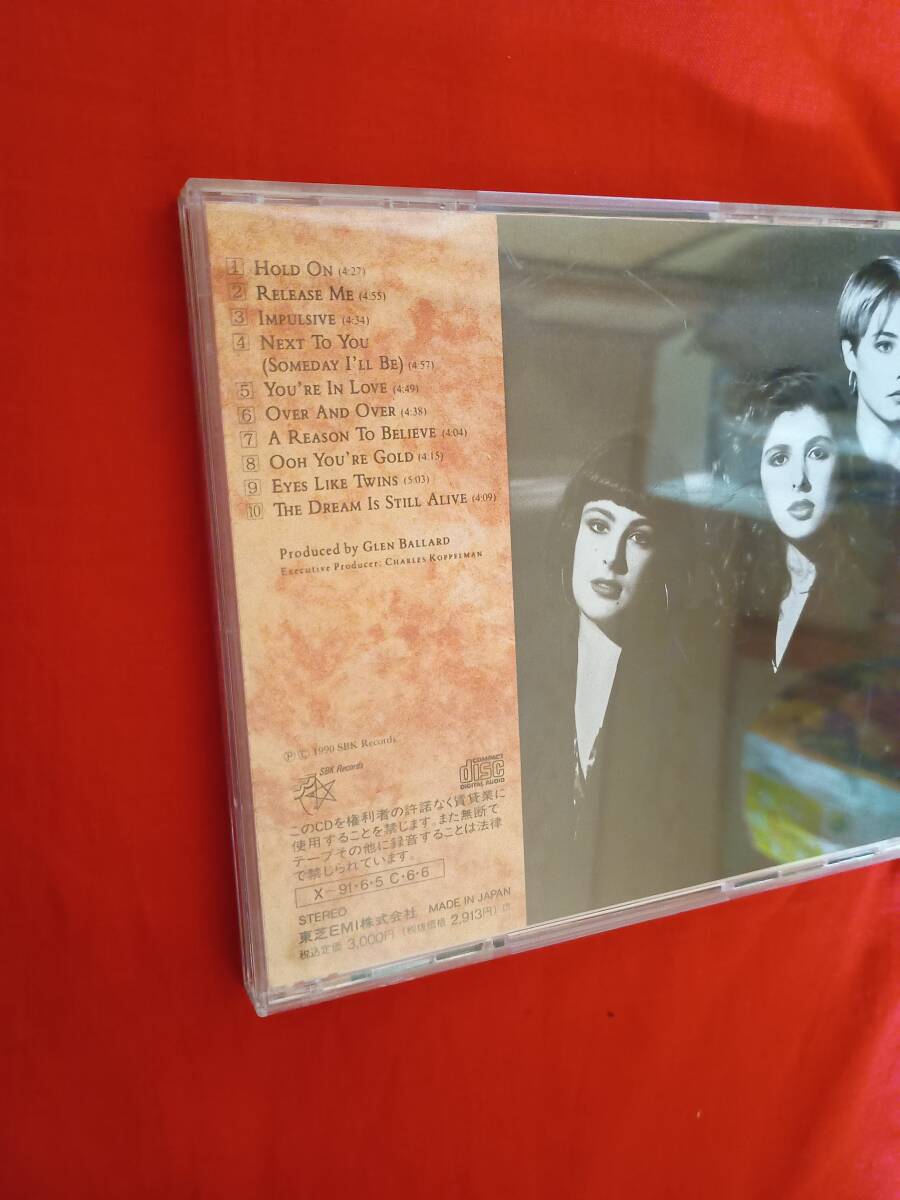 1 HOLD ON (4:27)
2 RELEASE ME (4:55)
3 IMPULSIVE (4:34)
4 NEXT TO YOU
(SOMEDAY I'LL BE) (4:57)
5 YOU'RE IN LOVE (4:49)
6 OVER AND OVER (4:38)
7 A REASON TO BELIEVE (4:04)
8 OOH YOU'RE GOLD (4:15)
9 EYES LIKE TWINS (5:03)
10 THE DREAM IS STILL ALIVE (4:09)
Produced by GLEN BALLARD
EXECUTIVE PRODUCER: CHARLES KOPPELMAN
Ⓟ © 1990 SBK Records
SBK Records
COMPACT
disc
DIGITAL AUDIO
このCDを権利者の許諾なく賃貸業に
使用することを禁じます。また無断で
テープその他に録音することは法律
で禁じられています。
X-91・6・5 C・6・6
STEREO
東芝EMI株式会社 MADE IN JAPAN
税込定価 3,000円 (税抜価格 2,913円)